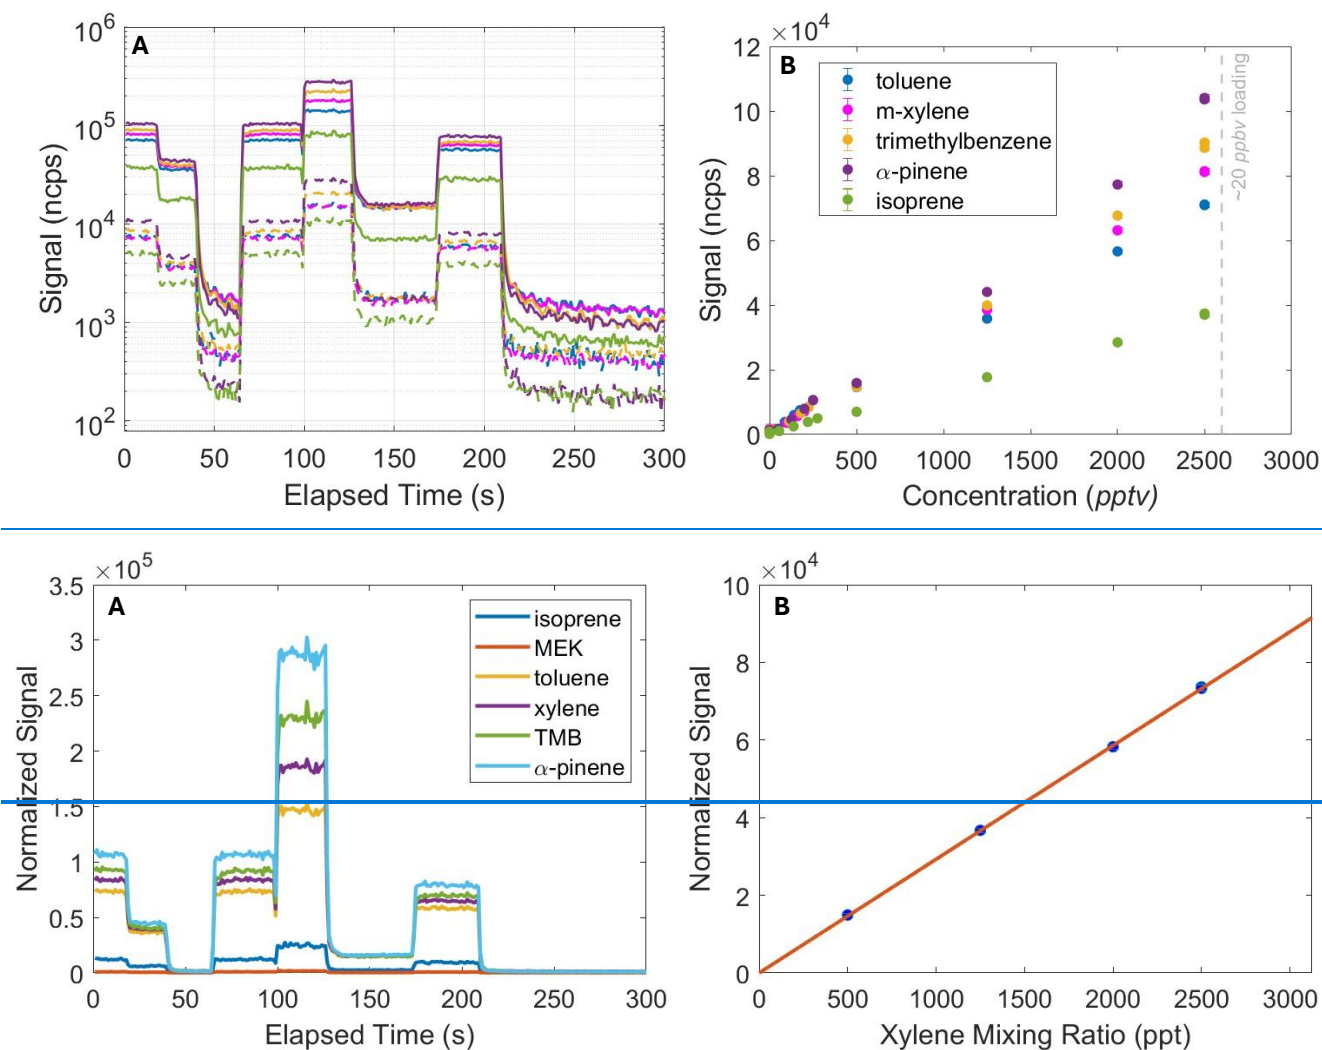 A
10^6
10^5
10^4
10^3
10^2
Signal (ncps)
0 50 100 150 200 250 300
Elapsed Time (s)
×10^4
B
toluene
m-xylene
trimethylbenzene
α-pinene
isoprene
~20 ppbv loading
12
10
8
6
4
2
0
Signal (ncps)
0 500 1000 1500 2000 2500 3000
Concentration (pptv)
×10^5
A
isoprene
MEK
toluene
xylene
TMB
α-pinene
3.5
3
2.5
2
1.5
1
0.5
0
Normalized Signal
0 50 100 150 200 250 300
Elapsed Time (s)
×10^4
B
10
8
6
4
2
0
Normalized Signal
0 500 1000 1500 2000 2500 3000
Xylene Mixing Ratio (ppt)